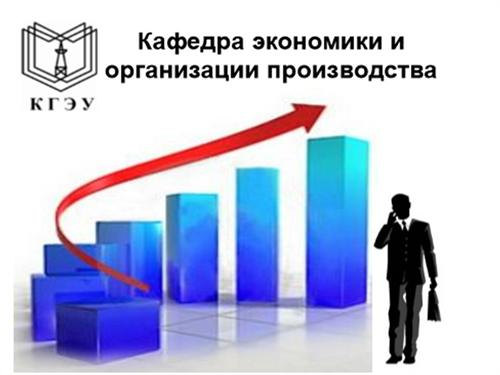 Кафедра экономики и
организации производства
КГЭУ